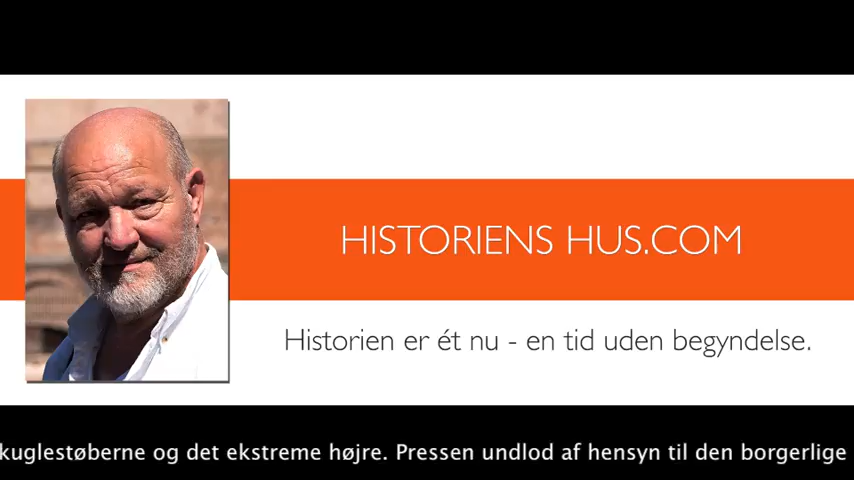 HISTORIENS HUS.COM
Historien er ét nu - en tid uden begyndelse.
kuglestøberne og det ekstreme højre. Pressen undlod af hensyn til den borgerlige